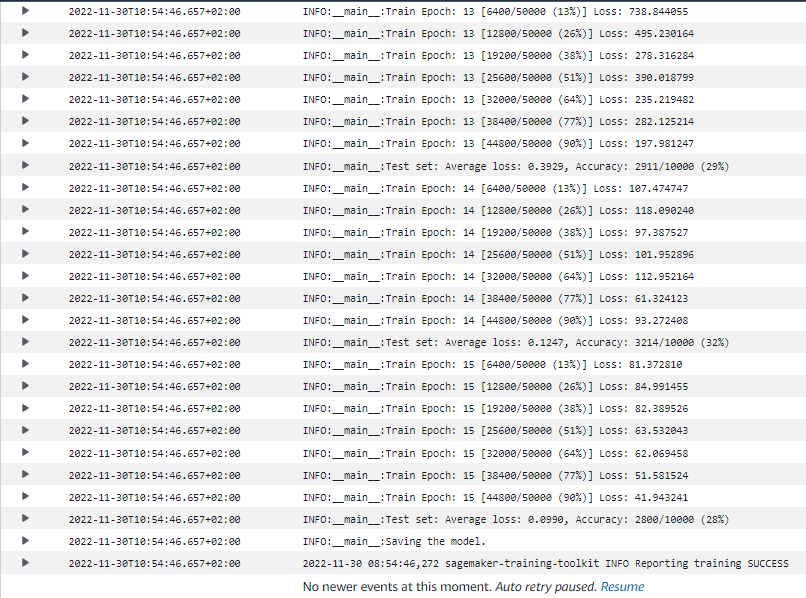 2022-11-30T10:54:46.657+02:00 INFO:__main__:Train Epoch: 13 [6400/50000 (13%)] Loss: 738.844055
2022-11-30T10:54:46.657+02:00 INFO:__main__:Train Epoch: 13 [12800/50000 (26%)] Loss: 495.230164
2022-11-30T10:54:46.657+02:00 INFO:__main__:Train Epoch: 13 [19200/50000 (38%)] Loss: 278.316284
2022-11-30T10:54:46.657+02:00 INFO:__main__:Train Epoch: 13 [25600/50000 (51%)] Loss: 390.018799
2022-11-30T10:54:46.657+02:00 INFO:__main__:Train Epoch: 13 [32000/50000 (64%)] Loss: 235.219482
2022-11-30T10:54:46.657+02:00 INFO:__main__:Train Epoch: 13 [38400/50000 (77%)] Loss: 282.125214
2022-11-30T10:54:46.657+02:00 INFO:__main__:Train Epoch: 13 [44800/50000 (90%)] Loss: 197.981247
2022-11-30T10:54:46.657+02:00 INFO:__main__:Test set: Average loss: 0.3929, Accuracy: 2911/10000 (29%)
2022-11-30T10:54:46.657+02:00 INFO:__main__:Train Epoch: 14 [6400/50000 (13%)] Loss: 107.474747
2022-11-30T10:54:46.657+02:00 INFO:__main__:Train Epoch: 14 [12800/50000 (26%)] Loss: 118.090240
2022-11-30T10:54:46.657+02:00 INFO:__main__:Train Epoch: 14 [19200/50000 (38%)] Loss: 97.387527
2022-11-30T10:54:46.657+02:00 INFO:__main__:Train Epoch: 14 [25600/50000 (51%)] Loss: 101.952896
2022-11-30T10:54:46.657+02:00 INFO:__main__:Train Epoch: 14 [32000/50000 (64%)] Loss: 112.952164
2022-11-30T10:54:46.657+02:00 INFO:__main__:Train Epoch: 14 [38400/50000 (77%)] Loss: 61.324123
2022-11-30T10:54:46.657+02:00 INFO:__main__:Train Epoch: 14 [44800/50000 (90%)] Loss: 93.272408
2022-11-30T10:54:46.657+02:00 INFO:__main__:Test set: Average loss: 0.1247, Accuracy: 3214/10000 (32%)
2022-11-30T10:54:46.657+02:00 INFO:__main__:Train Epoch: 15 [6400/50000 (13%)] Loss: 81.372810
2022-11-30T10:54:46.657+02:00 INFO:__main__:Train Epoch: 15 [12800/50000 (26%)] Loss: 84.991455
2022-11-30T10:54:46.657+02:00 INFO:__main__:Train Epoch: 15 [19200/50000 (38%)] Loss: 82.389526
2022-11-30T10:54:46.657+02:00 INFO:__main__:Train Epoch: 15 [25600/50000 (51%)] Loss: 63.532043
2022-11-30T10:54:46.657+02:00 INFO:__main__:Train Epoch: 15 [32000/50000 (64%)] Loss: 62.069458
2022-11-30T10:54:46.657+02:00 INFO:__main__:Train Epoch: 15 [38400/50000 (77%)] Loss: 51.581524
2022-11-30T10:54:46.657+02:00 INFO:__main__:Train Epoch: 15 [44800/50000 (90%)] Loss: 41.943241
2022-11-30T10:54:46.657+02:00 INFO:__main__:Test set: Average loss: 0.0990, Accuracy: 2800/10000 (28%)
2022-11-30T10:54:46.657+02:00 INFO:__main__:Saving the model.
2022-11-30T10:54:46.657+02:00 2022-11-30 08:54:46,272 sagemaker-training-toolkit INFO Reporting training SUCCESS
No newer events at this moment. Auto retry paused. Resume